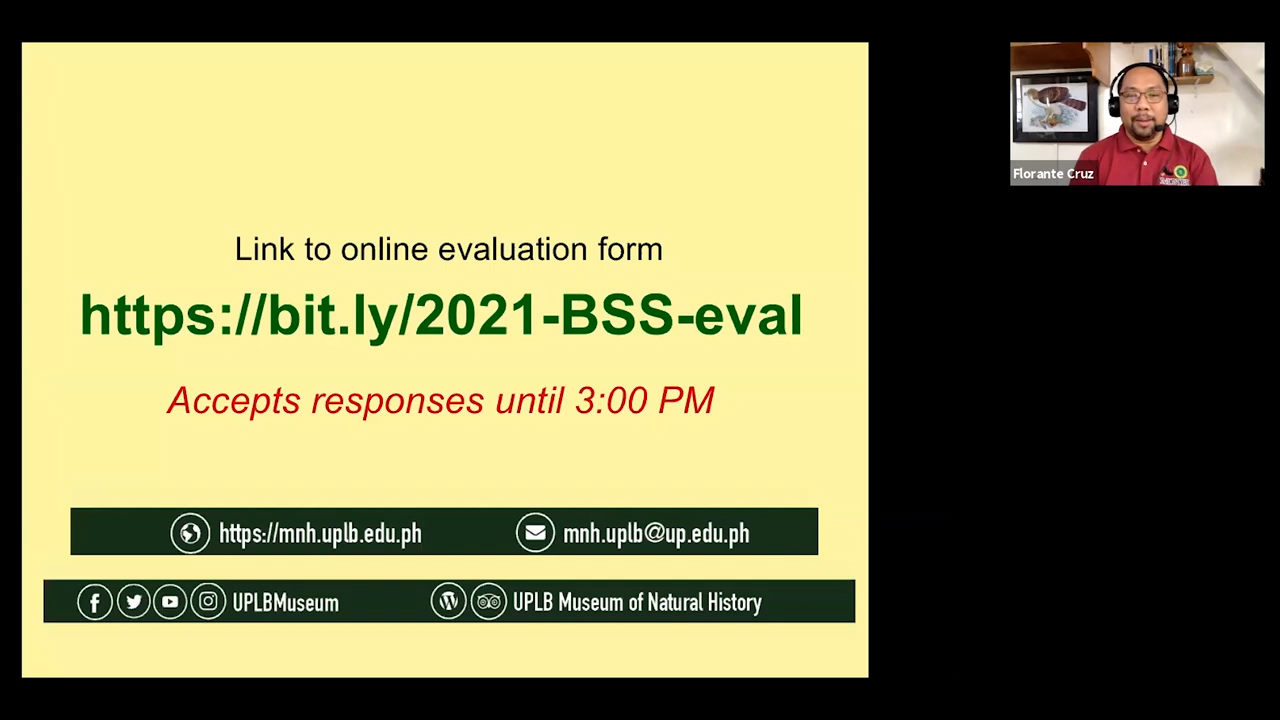 Link to online evaluation form
https://bit.ly/2021-BSS-eval
Accepts responses until 3:00 PM
https://mnh.uplb.edu.ph
mnh.uplb@up.edu.ph
UPLBMuseum
UPLB Museum of Natural History
Florante Cruz